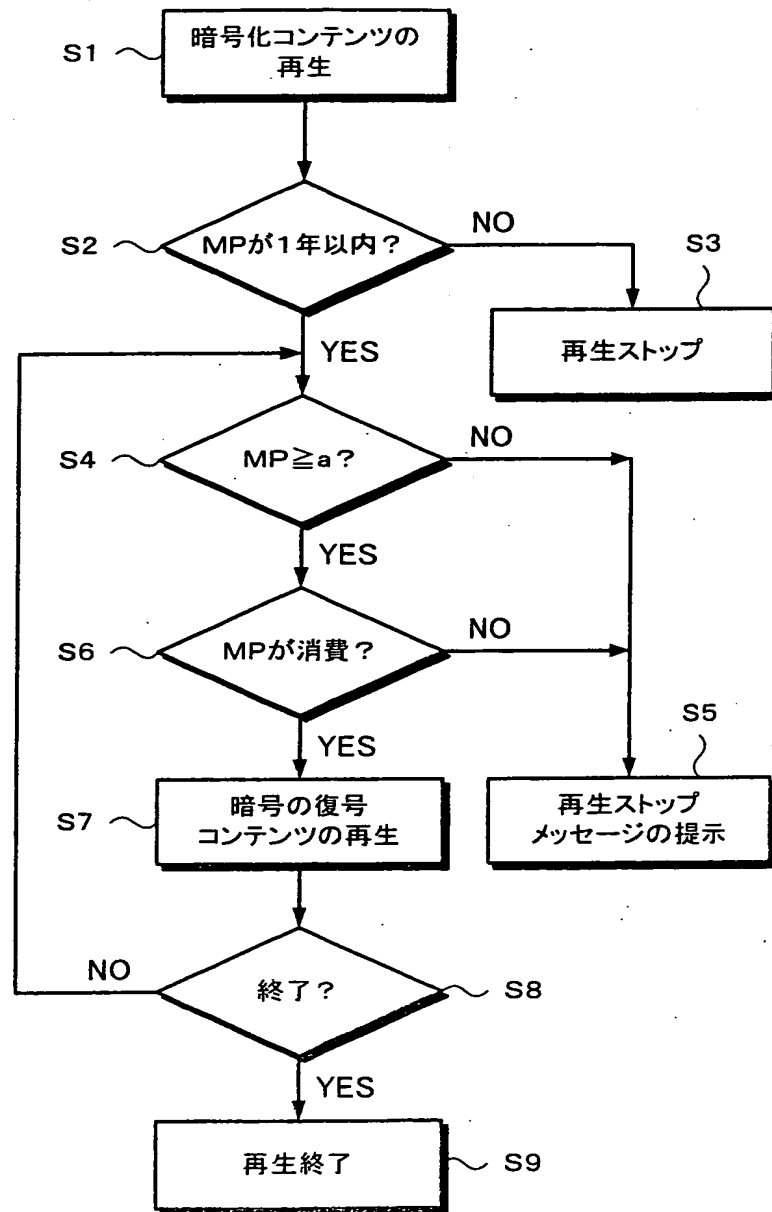 S1
暗号化コンテンツの
再生
S2
MPが1年以内?
NO
S3
再生ストップ
YES
S4
MP≧a?
NO
YES
S6
MPが消費?
NO
YES
S5
再生ストップ
メッセージの提示
S7
暗号の復号
コンテンツの再生
NO
終了?
S8
YES
再生終了
S9